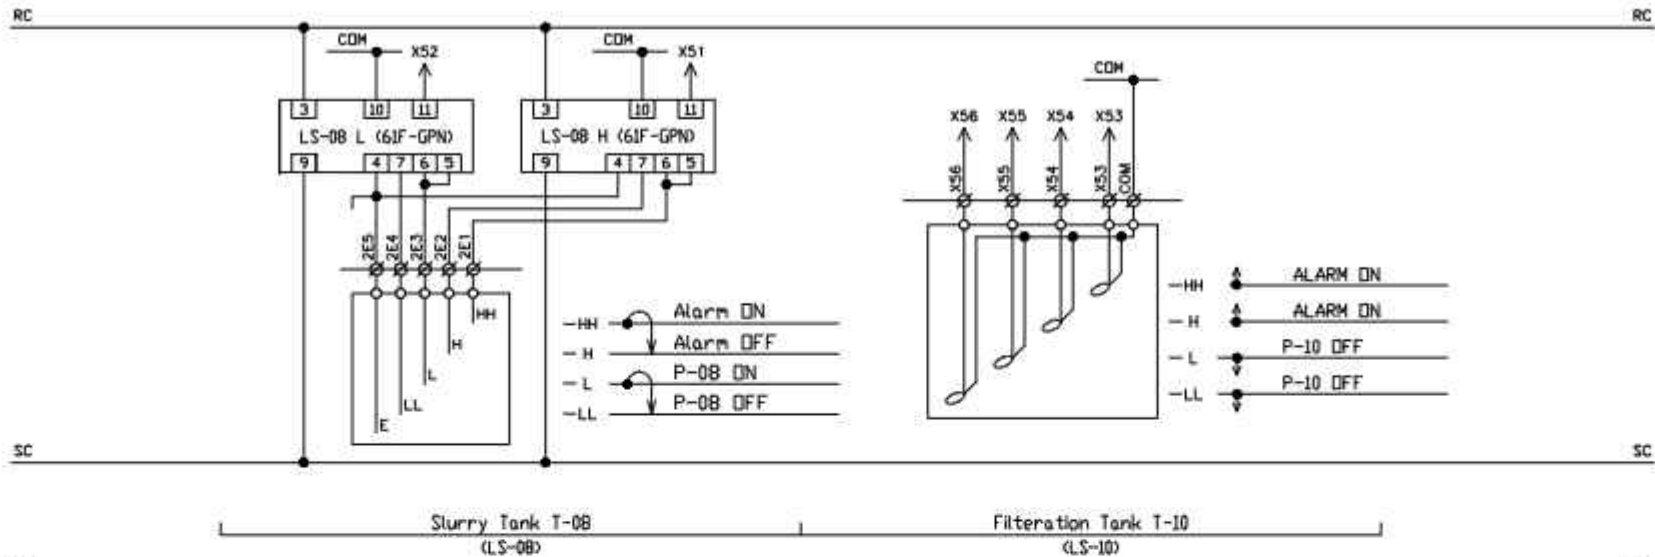 RC RC
COM X52 COM X51
COM
3 10 11 3 10 11
X56 X55 X54 X53
LS-08 L (61F-GPN) LS-08 H (61F-GPN)
9 4 7 6 5 9 4 7 6 5
X56 X55 X54 X53 COM
2E5 2E4 2E3 2E2 2E1
HH
H
L
LL
E
HH Alarm ON
H Alarm OFF
L P-08 ON
LL P-08 OFF
HH ALARM ON
H ALARM ON
L P-10 OFF
LL P-10 OFF
SC SC
Slurry Tank T-08 Filteration Tank T-10
(LS-08) (LS-10)